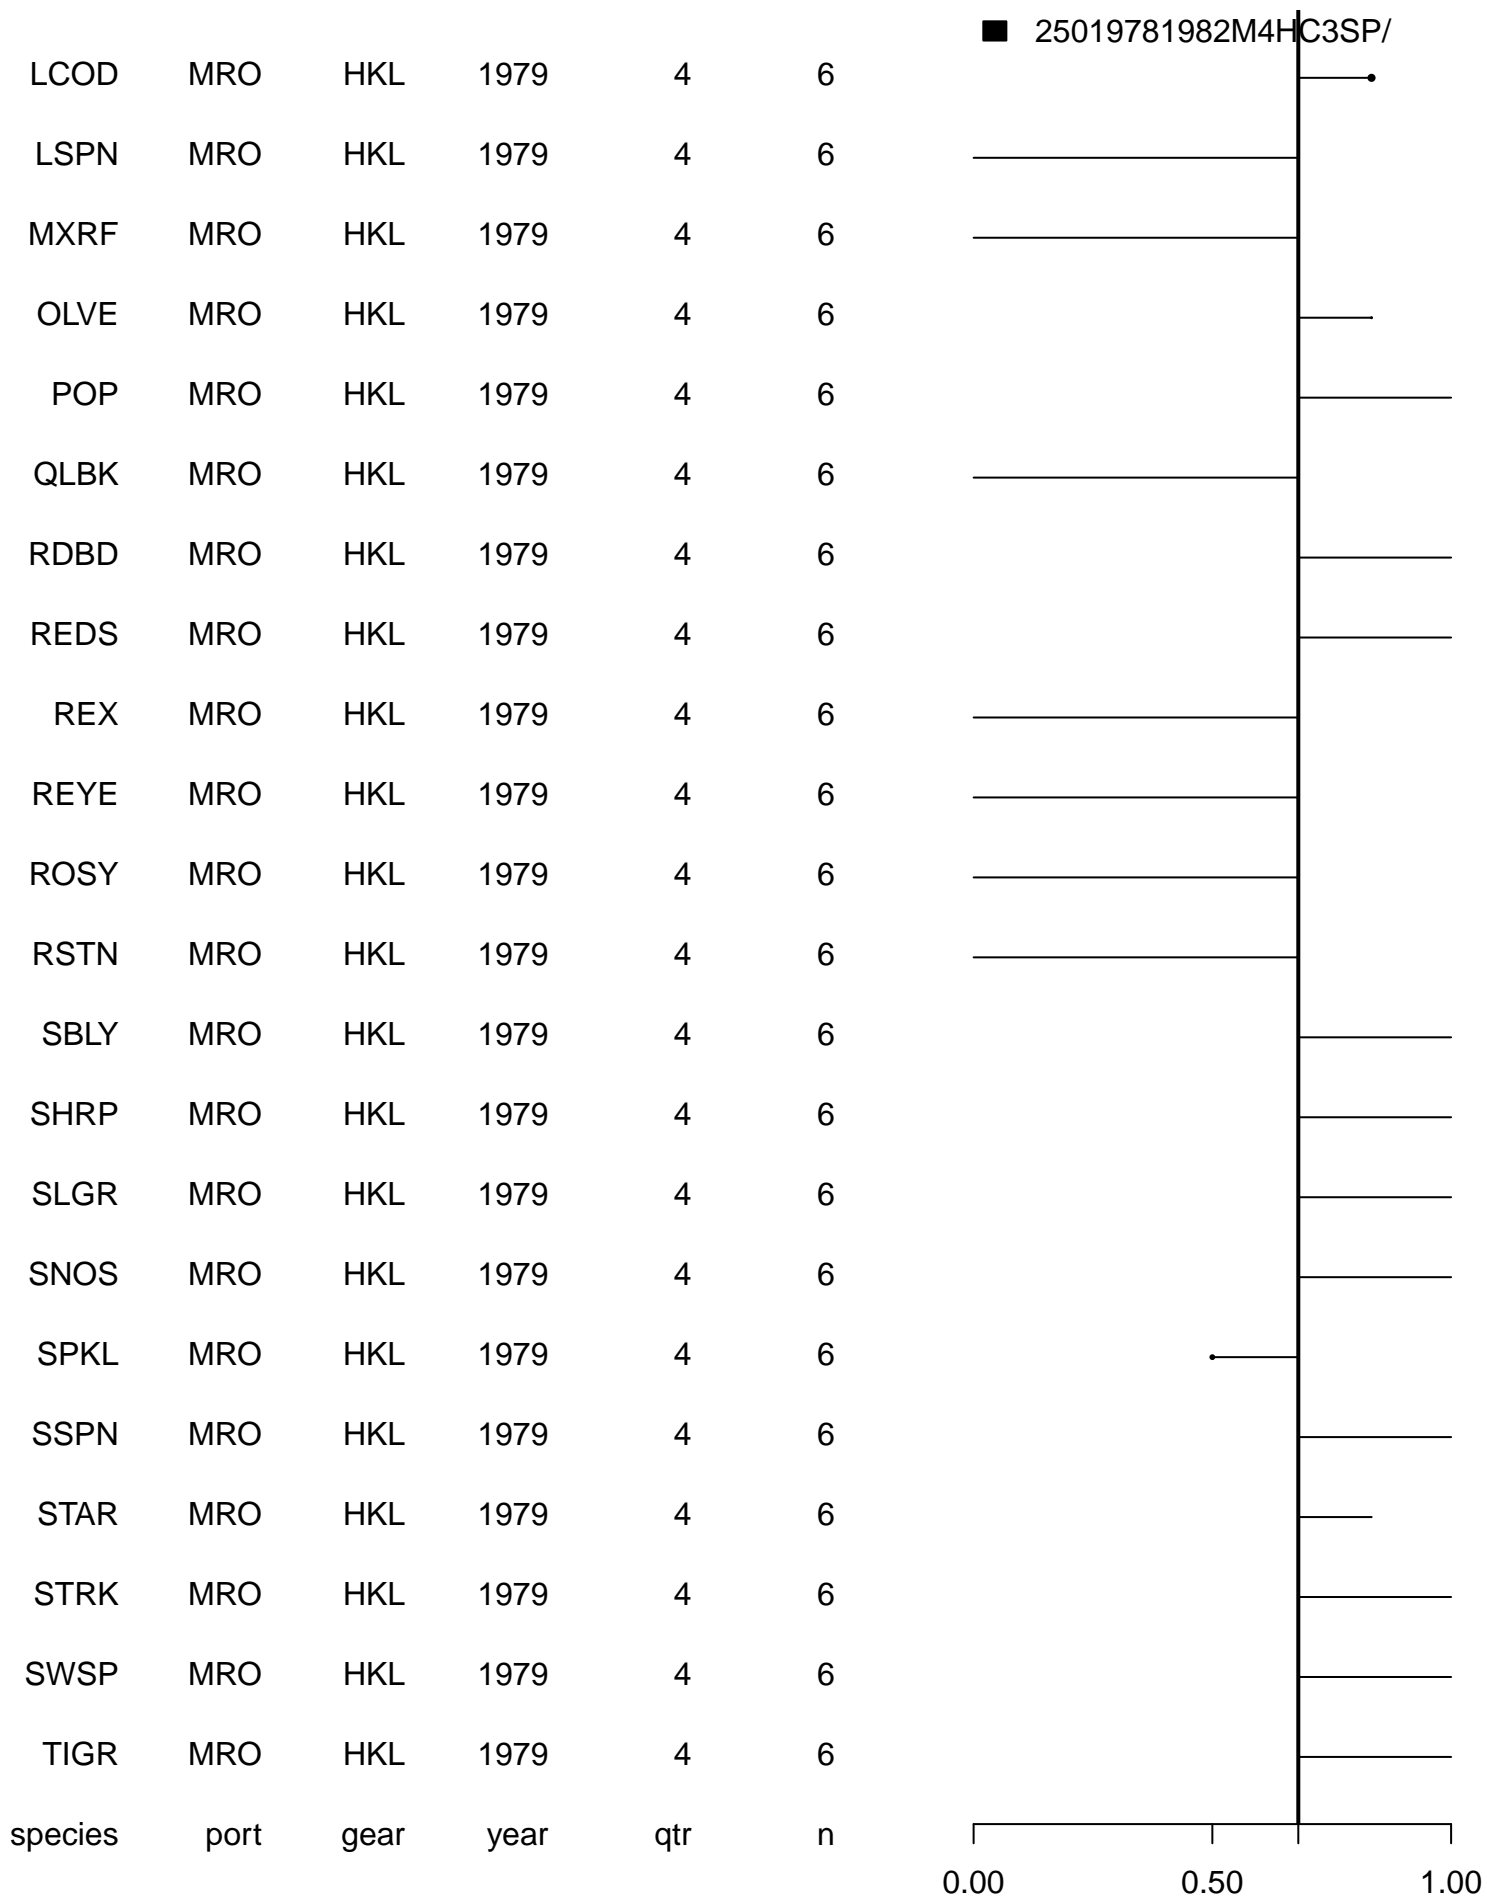 25019781982M4HC3SP/
LCOD MRO HKL 1979 4 6
LSPN MRO HKL 1979 4 6
MXRF MRO HKL 1979 4 6
OLVE MRO HKL 1979 4 6
POP MRO HKL 1979 4 6
QLBK MRO HKL 1979 4 6
RDBD MRO HKL 1979 4 6
REDS MRO HKL 1979 4 6
REX MRO HKL 1979 4 6
REYE MRO HKL 1979 4 6
ROSY MRO HKL 1979 4 6
RSTN MRO HKL 1979 4 6
SBLY MRO HKL 1979 4 6
SHRP MRO HKL 1979 4 6
SLGR MRO HKL 1979 4 6
SNOS MRO HKL 1979 4 6
SPKL MRO HKL 1979 4 6
SSPN MRO HKL 1979 4 6
STAR MRO HKL 1979 4 6
STRK MRO HKL 1979 4 6
SWSP MRO HKL 1979 4 6
TIGR MRO HKL 1979 4 6
species port gear year qtr n
0.00 0.50 1.00